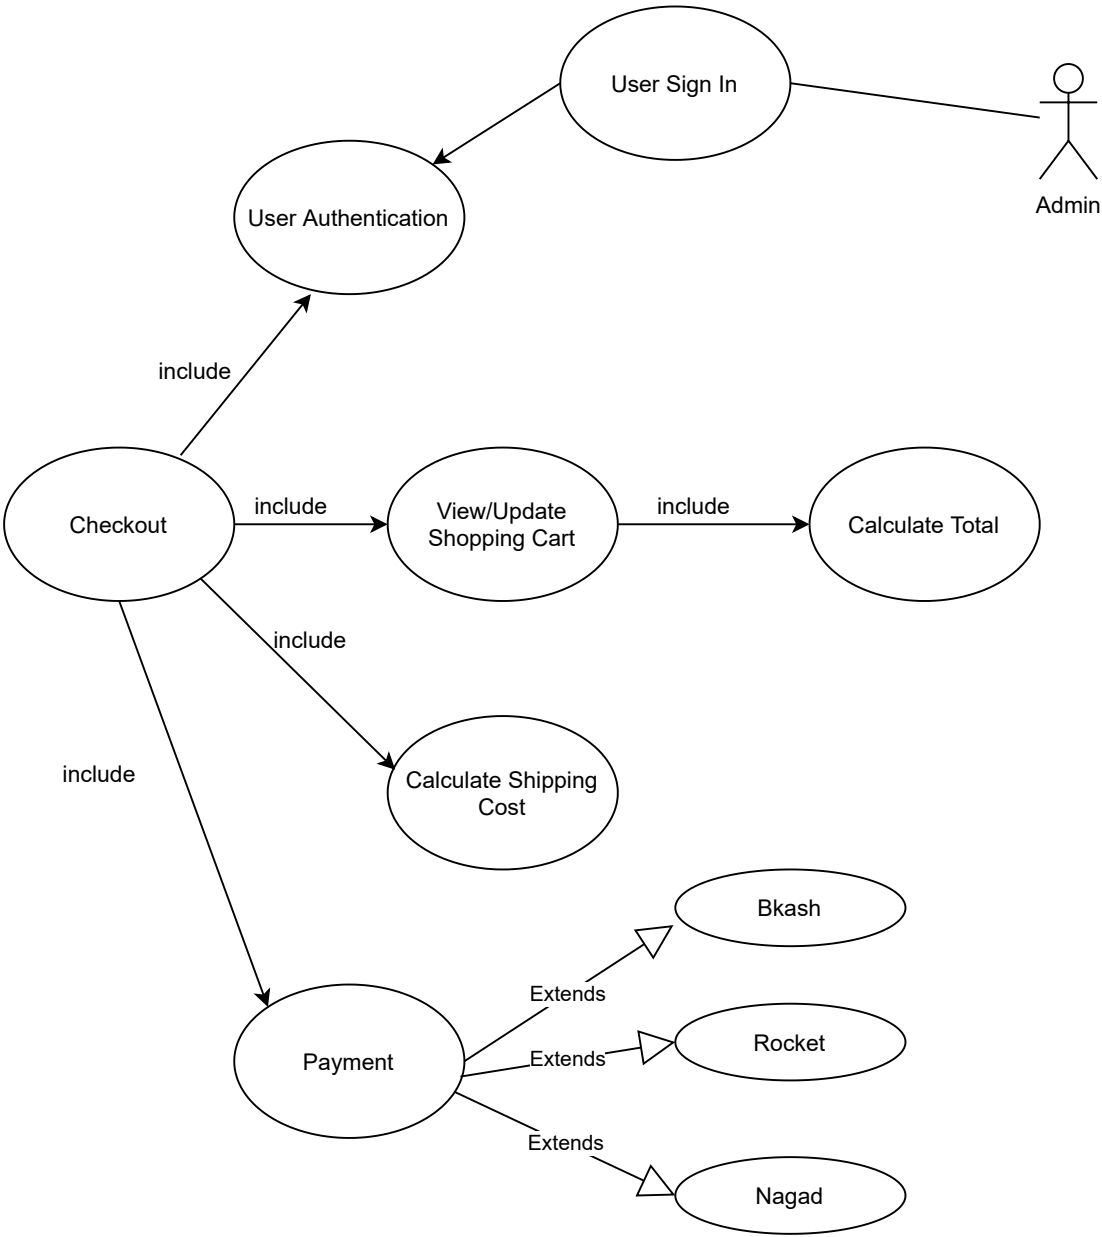 User Sign In
Admin
User Authentication
include
Checkout
include
View/Update
Shopping Cart
include
Calculate Total
include
Calculate Shipping
Cost
include
Payment
Extends
Bkash
Extends
Rocket
Extends
Nagad